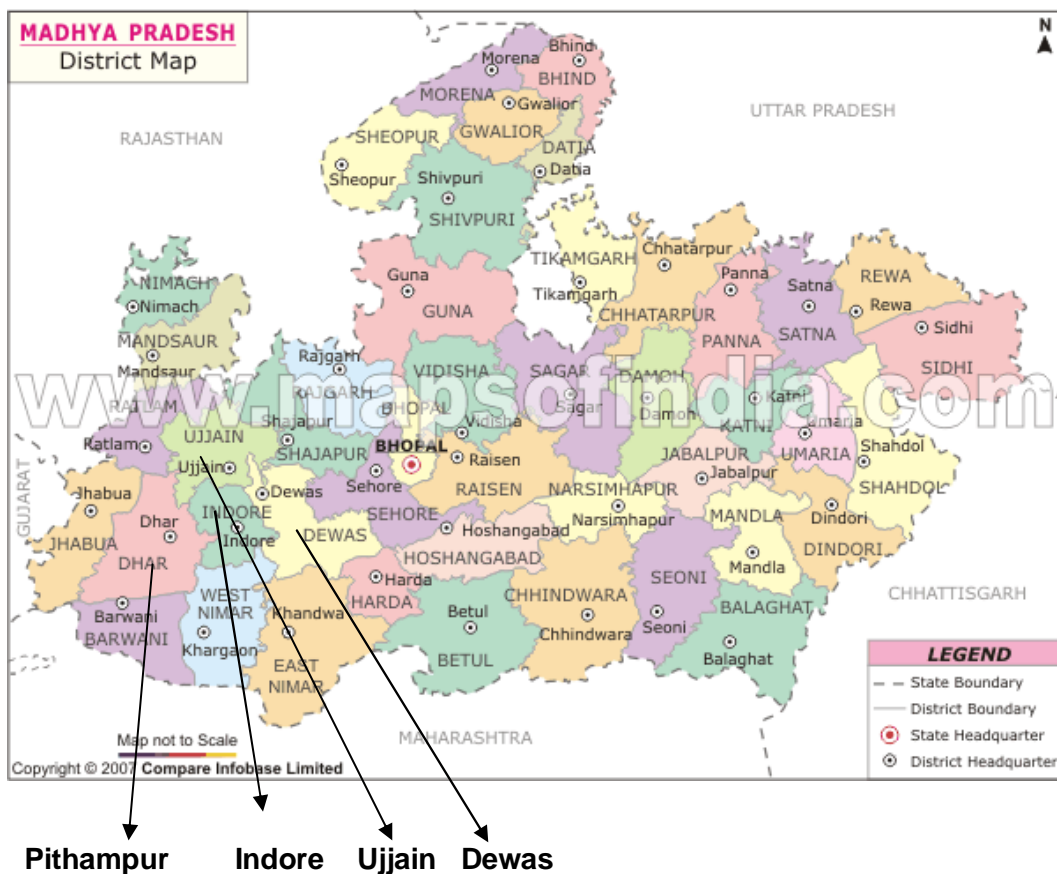 MADHYA PRADESH
District Map
N
RAJASTHAN
UTTAR PRADESH
GUJARAT
CHHATTISGARH
MAHARASHTRA
Morena
MORENA
Bhind
BHIND
Gwalior
GWALIOR
SHEOPUR
Sheopur
DATIA
Datia
Shivpuri
SHIVPURI
TIKAMGARH
Tikamgarh
Chhatarpur
CHHATARPUR
Panna
PANNA
Satna
SATNA
REWA
Rewa
Sidhi
SIDHI
NIMACH
Nimach
MANDSAUR
Mandsaur
Guna
GUNA
Rajgarh
RAJGARH
VIDISHA
Vidisha
SAGAR
Sagar
DAMOH
Damoh
Katni
KATNI
Umaria
UMARIA
Shahdol
SHAHDOL
www.mapsofindia.com
RATLAM
Ratlam
UJJAIN
Ujjain
Shajapur
SHAJAPUR
BHOPAL
BHOPAL
Sehore
SEHORE
Raisen
RAISEN
JABALPUR
Jabalpur
NARSIMHAPUR
Narsimhapur
MANDLA
Mandla
Dindori
DINDORI
Jhabua
JHABUA
Dhar
DHAR
INDORE
Indore
Dewas
DEWAS
Hoshangabad
HOSHANGABAD
Harda
HARDA
Barwani
BARWANI
WEST
NIMAR
Khargaon
Khandwa
EAST
NIMAR
Betul
BETUL
CHHINDWARA
Chhindwara
SEONI
Seoni
BALAGHAT
Balaghat
LEGEND
State Boundary
District Boundary
State Headquarter
District Headquarter
Map not to Scale
Copyright © 2007 Compare Infobase Limited
Pithampur Indore Ujjain Dewas